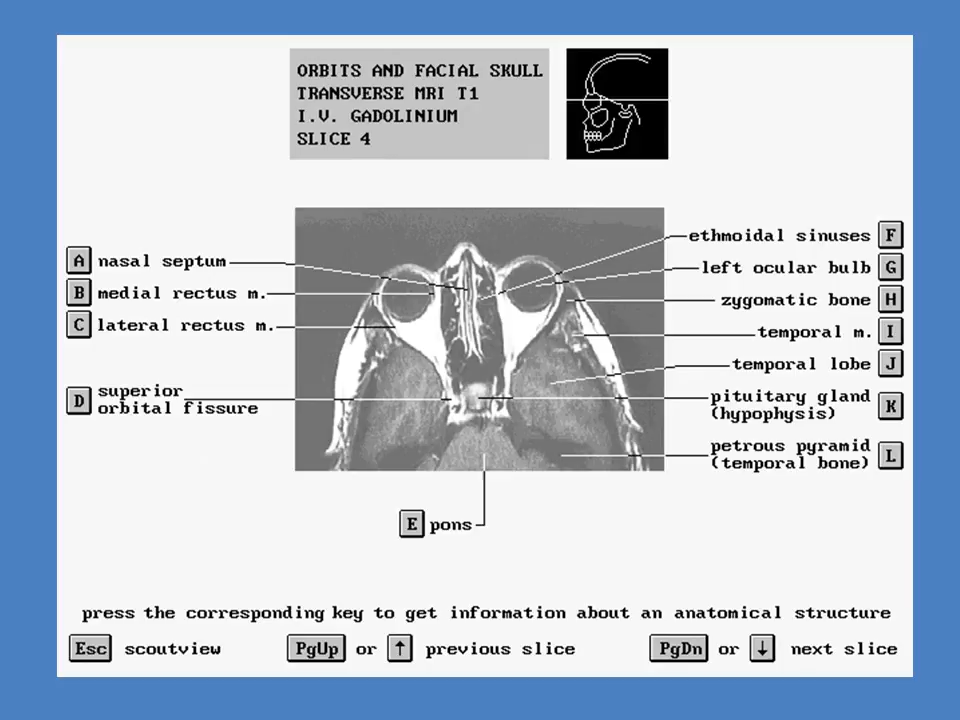 ORBITS AND FACIAL SKULL
TRANSVERSE MRI T1
I.V. GADOLINIUM
SLICE 4
A nasal septum
B medial rectus m.
C lateral rectus m.
D superior
orbital fissure
E pons
ethmoidal sinuses F
left ocular bulb G
zygomatic bone H
temporal m. I
temporal lobe J
pituitary gland K
(hypophysis)
petrous pyramid L
(temporal bone)
press the corresponding key to get information about an anatomical structure
Esc scoutview PgUp or ↑ previous slice PgDn or ↓ next slice